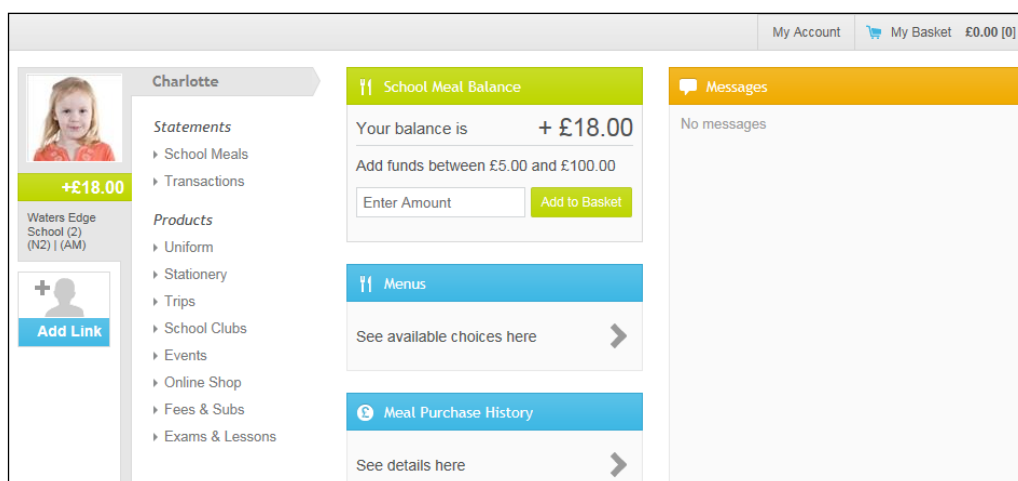 My Account
My Basket £0.00 [0]
+£18.00
Waters Edge
School (2)
(N2) | (AM)
Add Link
Charlotte
Statements
School Meals
Transactions
Products
Uniform
Stationery
Trips
School Clubs
Events
Online Shop
Fees & Subs
Exams & Lessons
School Meal Balance
Your balance is + £18.00
Add funds between £5.00 and £100.00
Enter Amount Add to Basket
Menus
See available choices here
Meal Purchase History
See details here
Messages
No messages